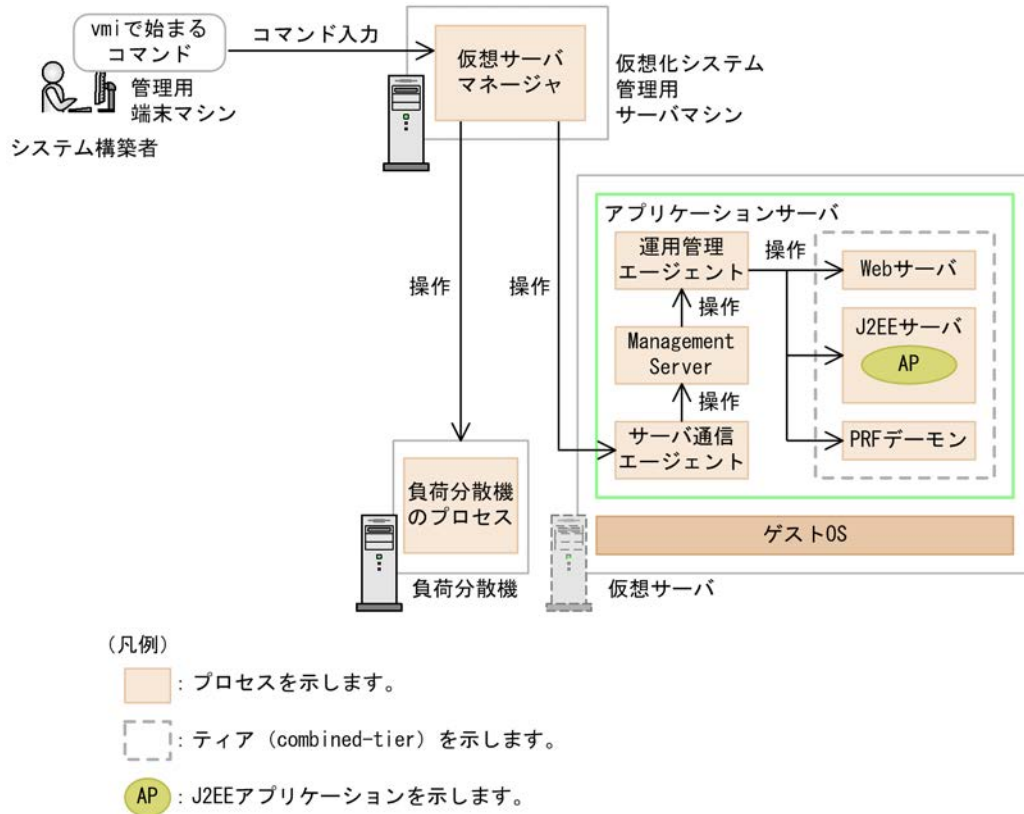 vmiで始まる
コマンド
コマンド入力
管理用
端末マシン
システム構築者
仮想サーバ
マネージャ
仮想化システム
管理用
サーバマシン
操作
操作
アプリケーションサーバ
運用管理
エージェント
操作
Webサーバ
操作
Management
Server
J2EEサーバ
AP
操作
サーバ通信
エージェント
PRFデーモン
負荷分散機
のプロセス
負荷分散機
ゲストOS
仮想サーバ
(凡例)
:プロセスを示します。
:ティア(combined-tier)を示します。
AP :J2EEアプリケーションを示します。